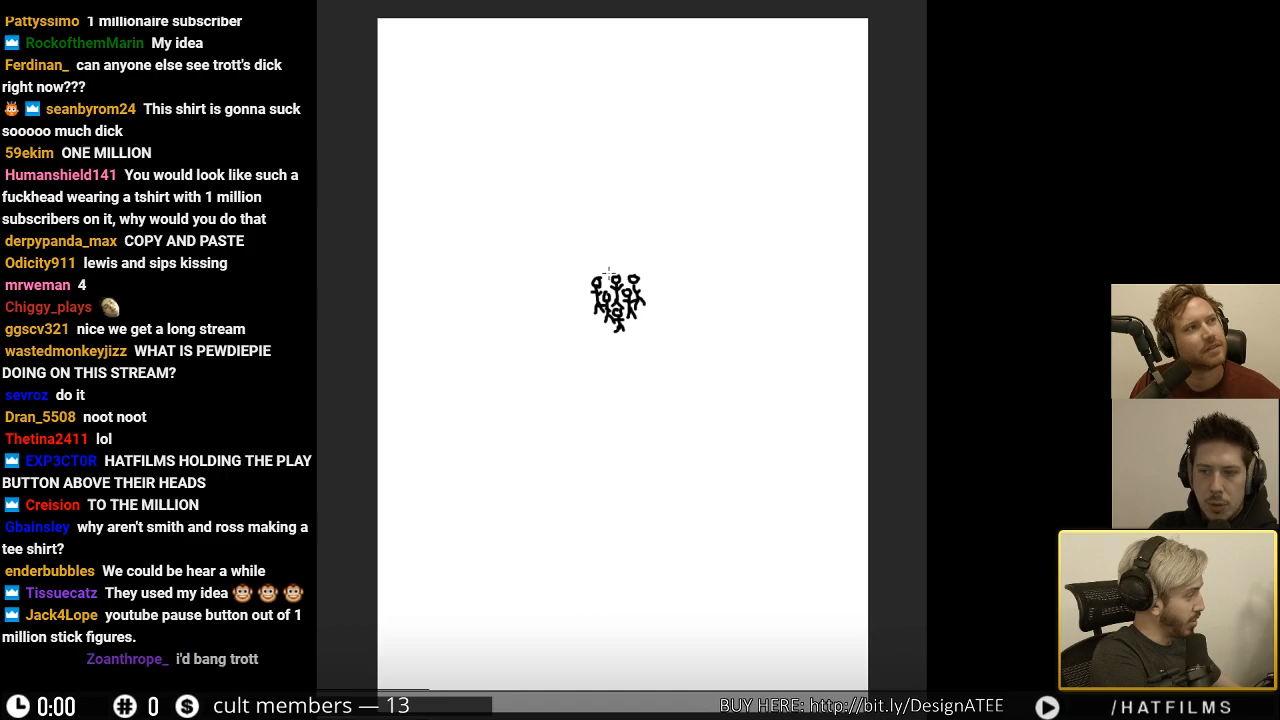 Pattyssimo 1 millionaire subscriber
RockofthemMarin My idea
Ferdinan_ can anyone else see trott's dick
right now???
seanbyrom24 This shirt is gonna suck
sooooo much dick
59ekim ONE MILLION
Humanshield141 You would look like such a
fuckhead wearing a tshirt with 1 million
subscribers on it, why would you do that
derpypanda_max COPY AND PASTE
Odicity911 lewis and sips kissing
mrweman 4
Chiggy_plays
ggscv321 nice we get a long stream
wastedmonkeyjizz WHAT IS PEWDIEPIE
DOING ON THIS STREAM?
sevroz do it
Dran_5508 noot noot
Thetina2411 lol
EXP3CT0R HATFILMS HOLDING THE PLAY
BUTTON ABOVE THEIR HEADS
Creision TO THE MILLION
Gbainsley why aren't smith and ross making a
tee shirt?
enderbubbles We could be hear a while
Tissuecatz They used my idea
Jack4Lope youtube pause button out of 1
million stick figures.
Zoanthrope_ i'd bang trott
0:00 # 0 $ cult members — 13
BUY HERE: http://bit.ly/DesignATEE
/HATFILMS